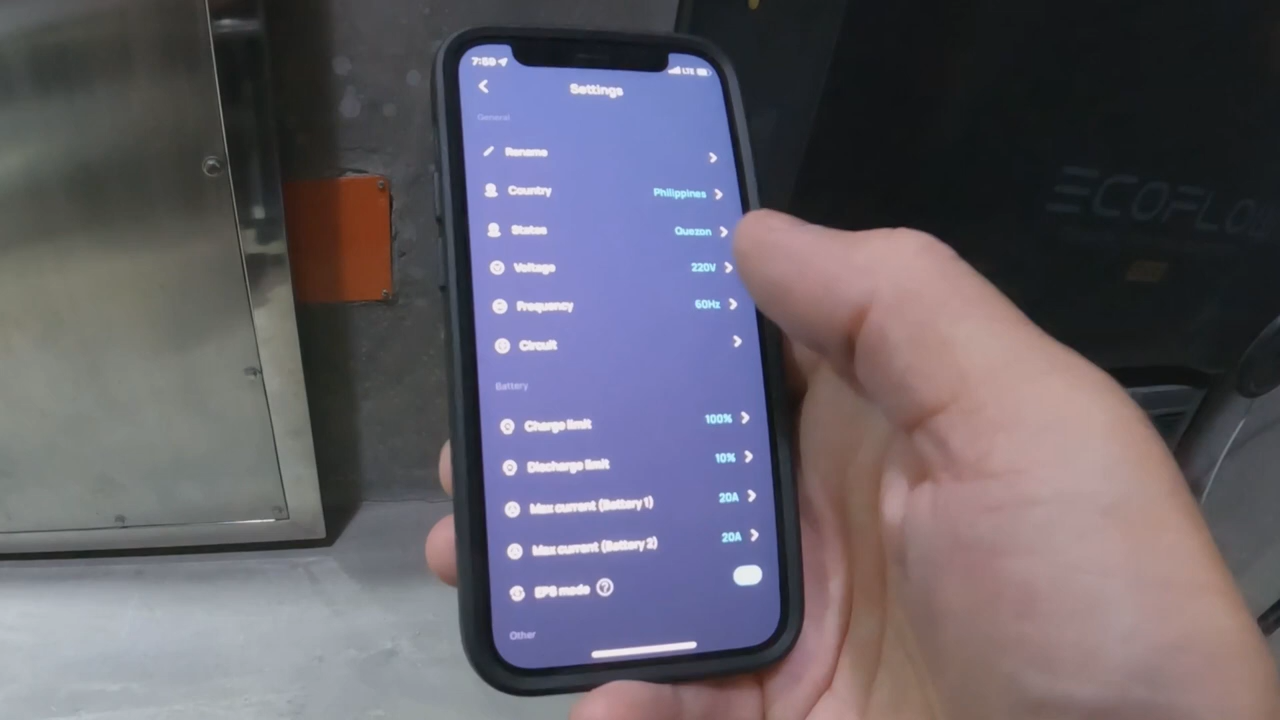 7:59
LTE
Settings
General
Rename
Country Philippines
States Quezon
Voltage 220V
Frequency 60Hz
Circuit
Battery
Charge limit 100%
Discharge limit 10%
Max current (Battery 1) 20A
Max current (Battery 2) 20A
EPS mode ?
Other
ECOFLO